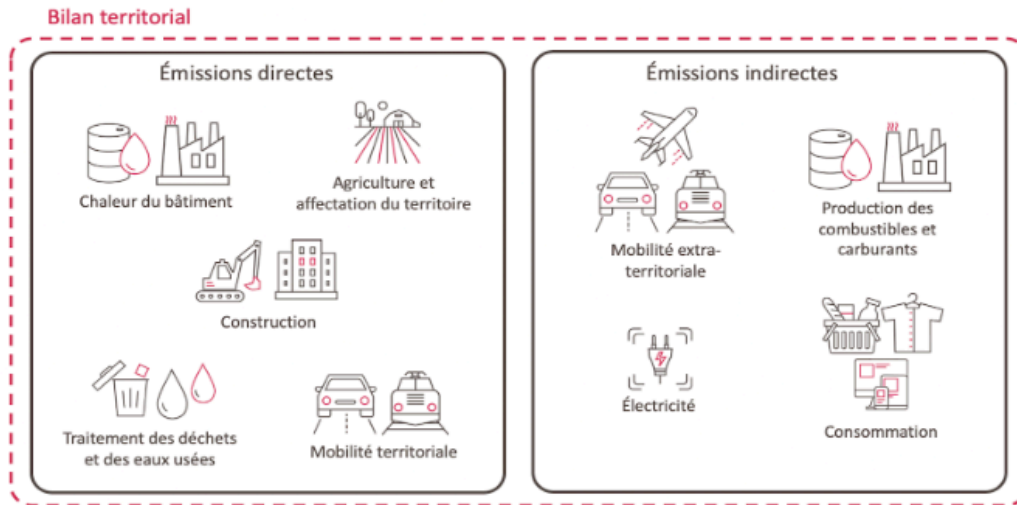 Bilan territorial
Émissions directes
Chaleur du bâtiment
Agriculture et
affectation du territoire
Construction
Traitement des déchets
et des eaux usées
Mobilité territoriale
Émissions indirectes
Mobilité extra-
territoriale
Production des
combustibles et
carburants
Électricité
Consommation